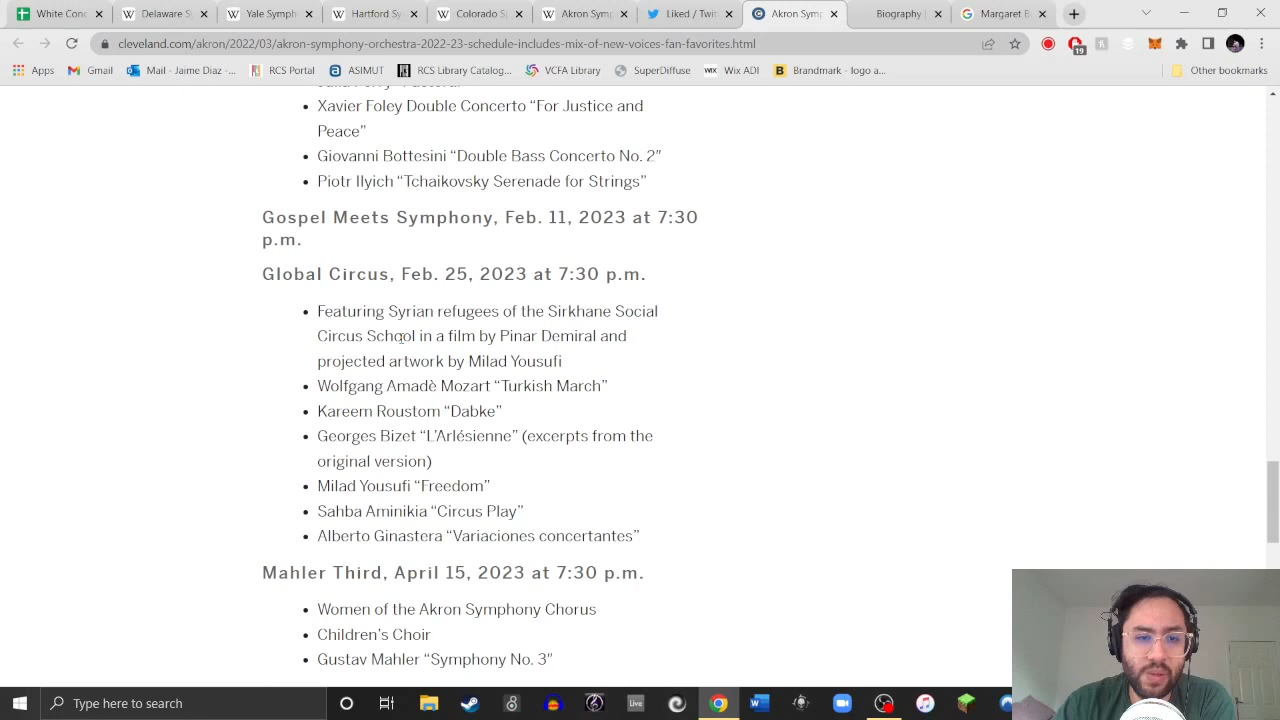 White Conc
Delaware S
Yale Symph
Hartford Sy
Colorado S
Akron Sym
Liked / Twit
Akron Sym
Biography |
Margaret B
cleveland.com/akron/2022/03/akron-symphony-orchestra-2022-23-schedule-includes-mix-of-new-voices-fan-favorites.html
19
Apps
Gmail
Mail - Jaime Diaz -...
RCS Portal
ASIMUT
RCS Library Catalog...
VCFA Library
SuperDiffuse
WIX
Wix ADI
Brandmark - logo a...
Other bookmarks
Xavier Foley Double Concerto “For Justice and
Peace”
Giovanni Bottesini “Double Bass Concerto No. 2″
Piotr Ilyich “Tchaikovsky Serenade for Strings”
Gospel Meets Symphony, Feb. 11, 2023 at 7:30
p.m.
Global Circus, Feb. 25, 2023 at 7:30 p.m.
Featuring Syrian refugees of the Sirkhane Social
Circus School in a film by Pinar Demiral and
projected artwork by Milad Yousufi
Wolfgang Amadè Mozart “Turkish March”
Kareem Roustom “Dabke”
Georges Bizet “L’Arlésienne” (excerpts from the
original version)
Milad Yousufi “Freedom”
Sahba Aminikia “Circus Play”
Alberto Ginastera “Variaciones concertantes”
Mahler Third, April 15, 2023 at 7:30 p.m.
Women of the Akron Symphony Chorus
Children’s Choir
Gustav Mahler “Symphony No. 3″
Type here to search
Live